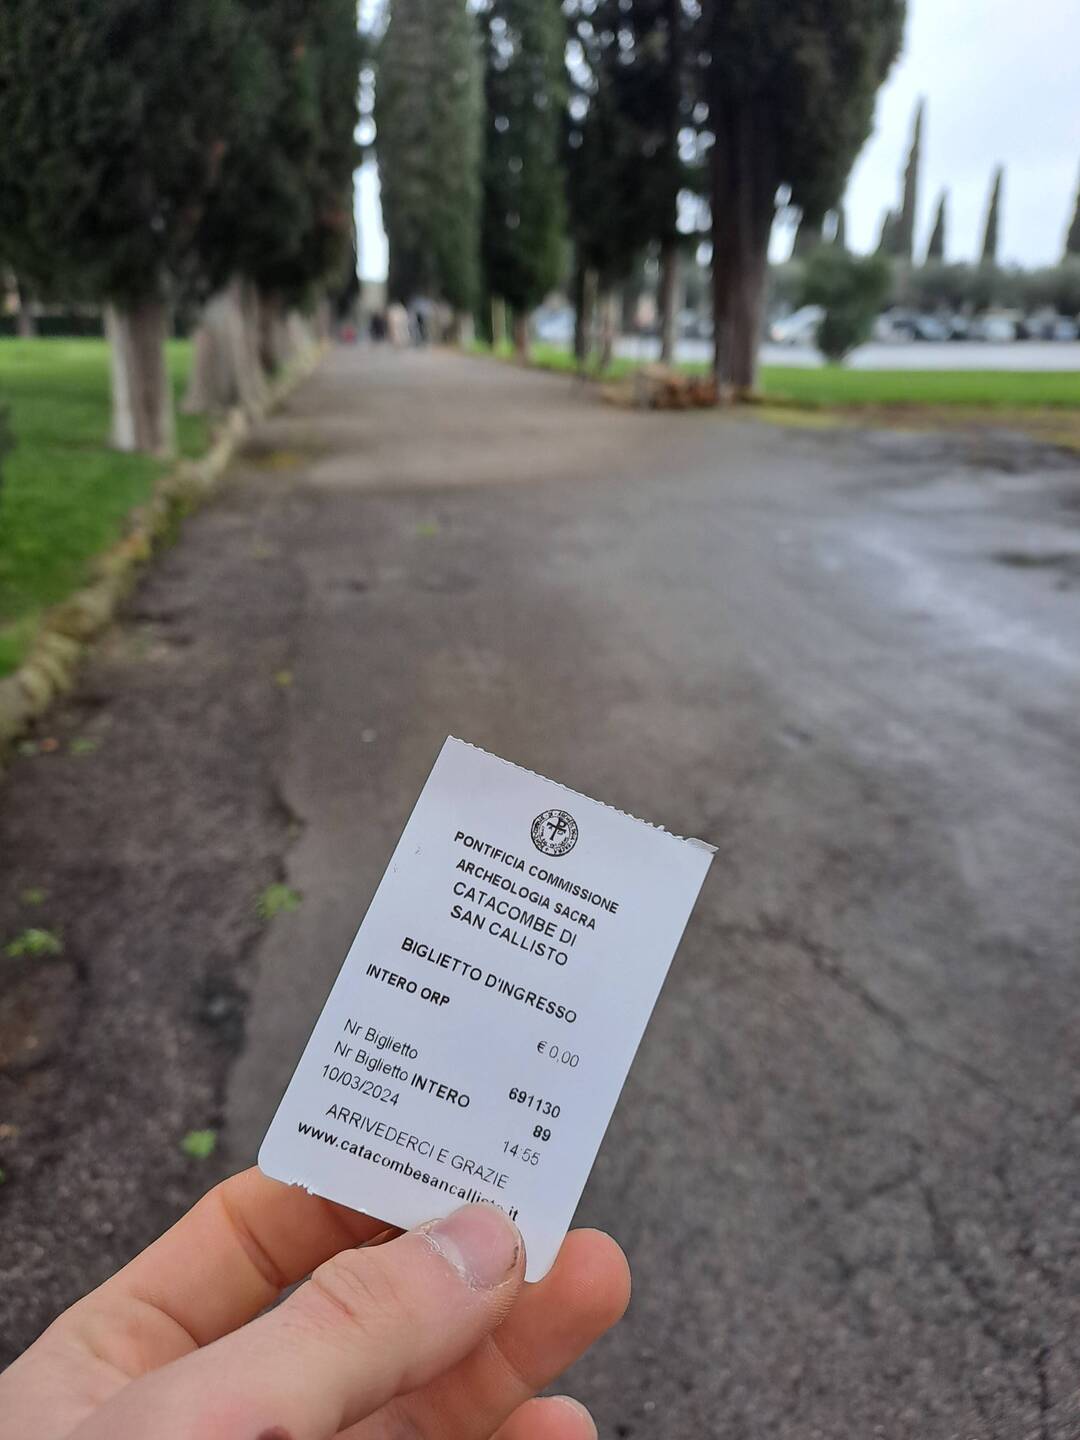 PONTIFICIA COMMISSIONE
ARCHEOLOGIA SACRA
CATACOMBE DI
SAN CALLISTO
BIGLIETTO D'INGRESSO
INTERO ORP
€ 0,00
Nr Biglietto 691130
Nr Biglietto INTERO 89
10/03/2024 14:55
ARRIVEDERCI E GRAZIE
www.catacombesancallisto.it